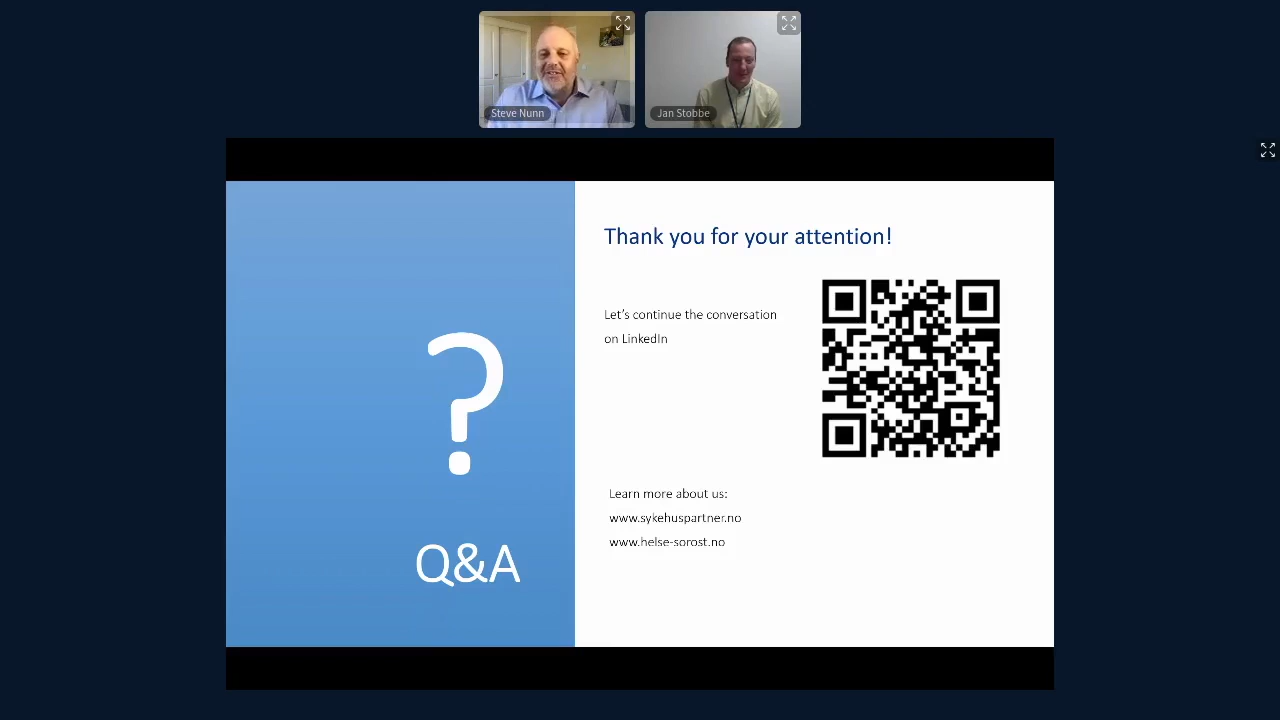 Steve Nunn
Jan Stobbe
Thank you for your attention!
Let's continue the conversation
on LinkedIn
?
Q&A
Learn more about us:
www.sykehuspartner.no
www.helse-sorost.no